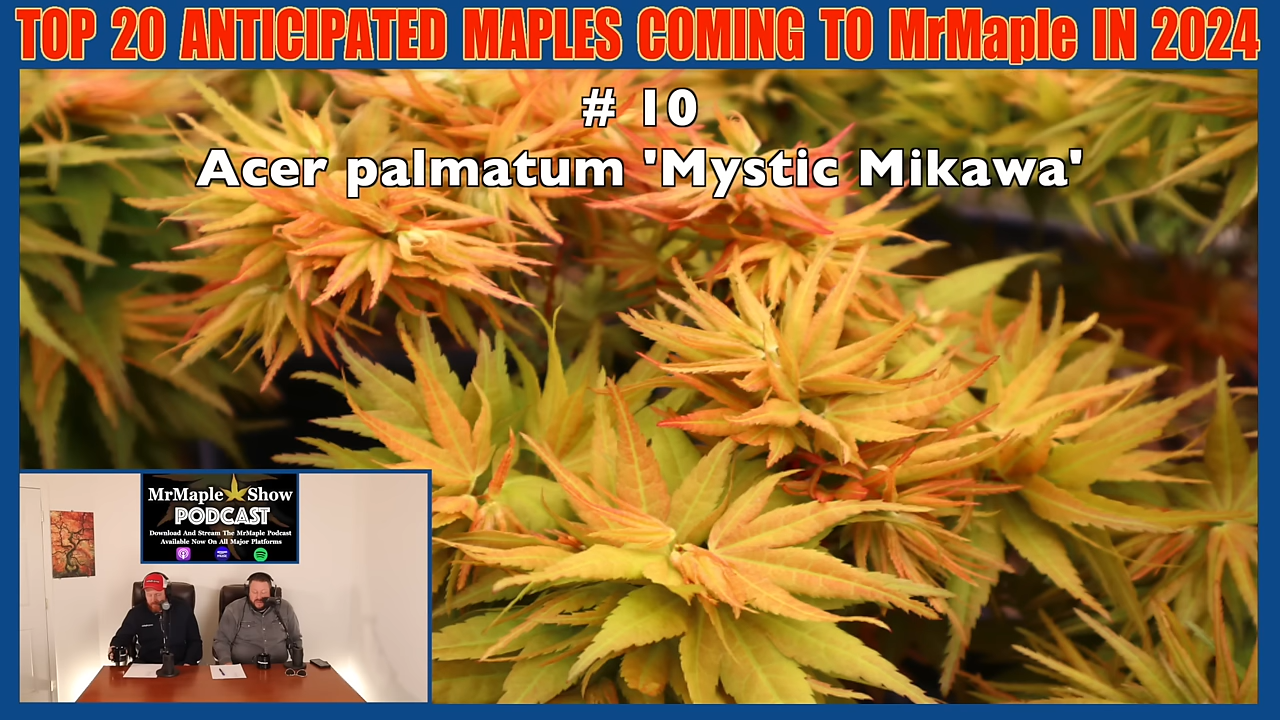 TOP 20 ANTICIPATED MAPLES COMING TO MrMaple IN 2024
# 10
Acer palmatum 'Mystic Mikawa'
MrMaple Show
PODCAST
Download And Stream The MrMaple Podcast
Available Now On All Major Platforms